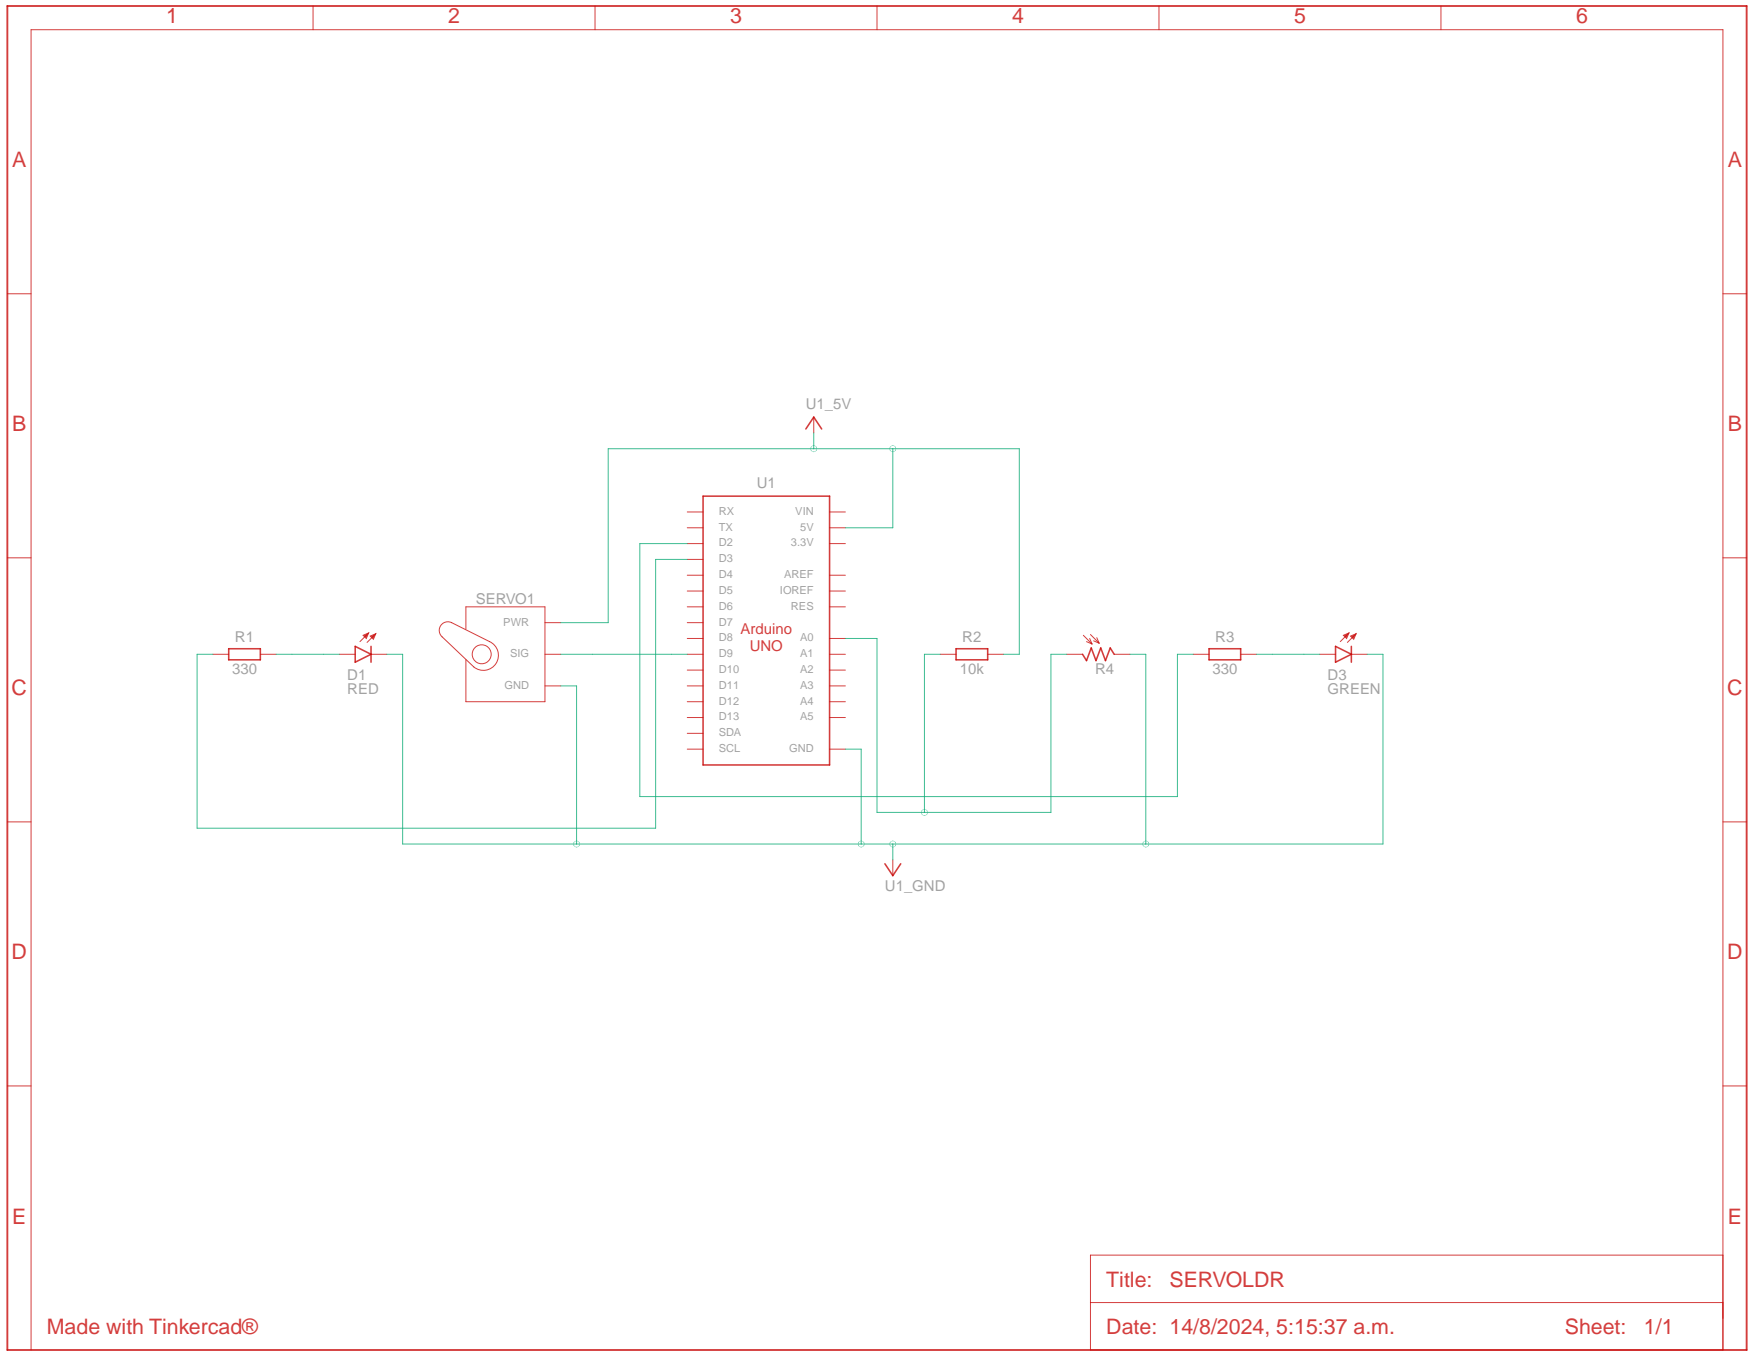 1 2 3 4 5 6
A A
B B
C C
D D
E E
U1_5V
U1
RX VIN
TX 5V
D2 3.3V
D3
D4 AREF
D5 IOREF
D6 RES
D7
D8 A0
D9 A1
D10 A2
D11 A3
D12 A4
D13 A5
SDA
SCL GND
Arduino
UNO
SERVO1
PWR
SIG
GND
R1
330
D1
RED
R2
10k
R4
R3
330
D3
GREEN
U1_GND
Title: SERVOLDR
Date: 14/8/2024, 5:15:37 a.m. Sheet: 1/1
Made with Tinkercad®